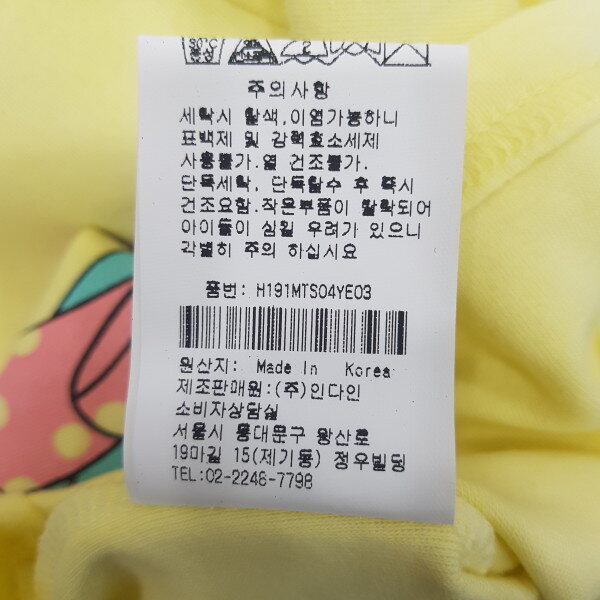 30℃
주의사항
세탁시 탈색,이염가능하니
표백제 및 강력효소세제
사용불가.열 건조불가.
단독세탁, 단독탈수 후 즉시
건조요함.작은부품이 탈락되어
아이들이 삼킬 우려가 있으니
각별히 주의 하십시요
품번: H191MTS04YE03
원산지: Made In Korea
제조판매원:(주)인다인
소비자상담실
서울시 동대문구 왕산로
19마길 15(제기동) 정우빌딩
TEL:02-2246-7798